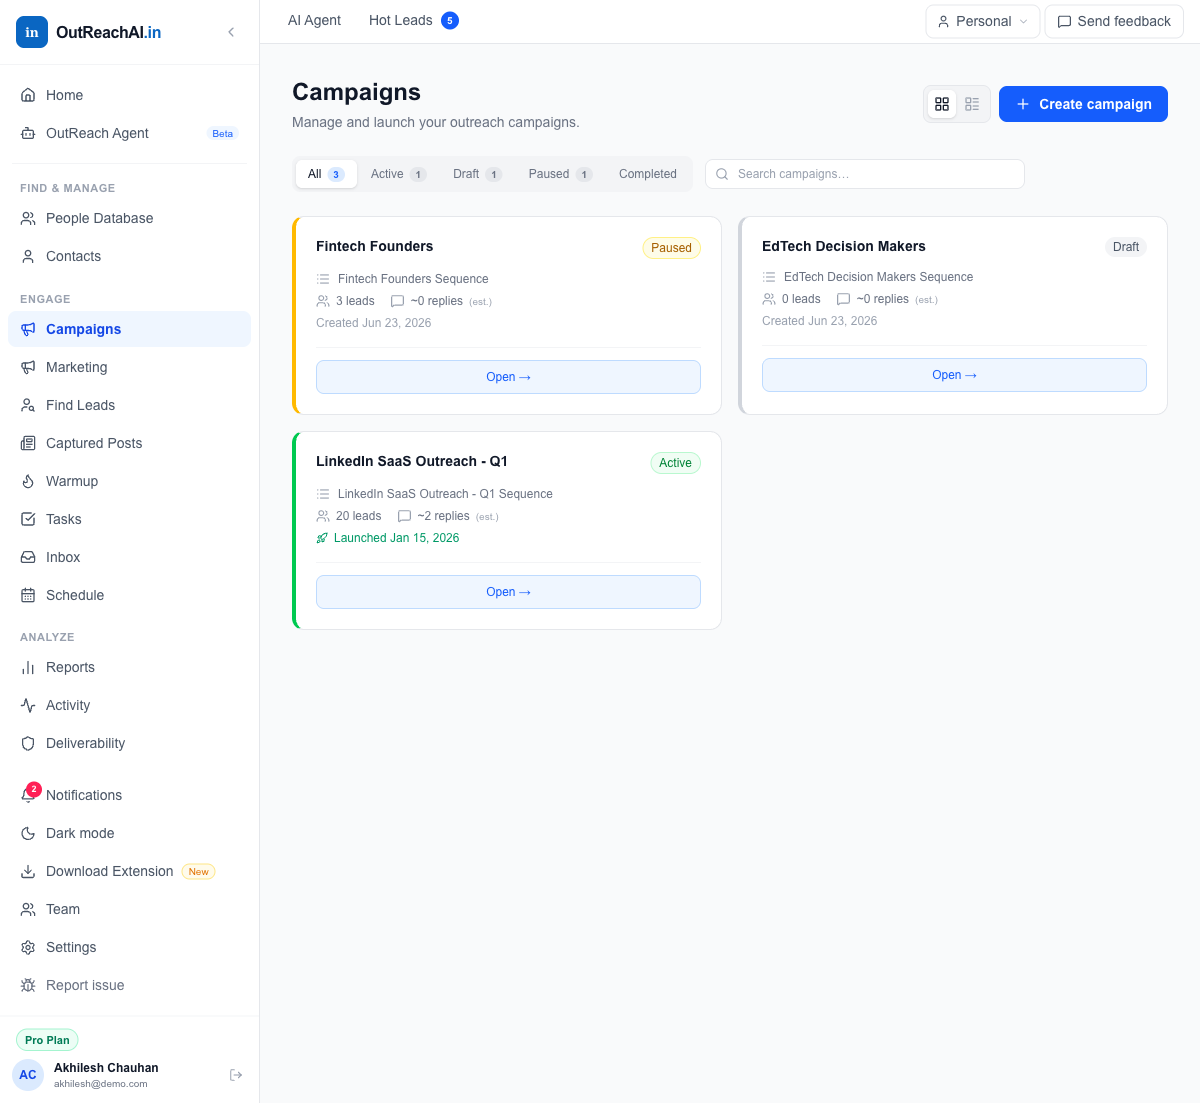 in OutReachAI.in
Home
OutReach Agent Beta
FIND & MANAGE
People Database
Contacts
ENGAGE
Campaigns
Marketing
Find Leads
Captured Posts
Warmup
Tasks
Inbox
Schedule
ANALYZE
Reports
Activity
Deliverability
2
Notifications
Dark mode
Download Extension New
Team
Settings
Report issue
Pro Plan
AC
Akhilesh Chauhan
akhilesh@demo.com
AI Agent Hot Leads 5 Personal Send feedback
Campaigns
Manage and launch your outreach campaigns.
+ Create campaign
All 3 Active 1 Draft 1 Paused 1 Completed Search campaigns…
Fintech Founders Paused
Fintech Founders Sequence
3 leads ~0 replies (est.)
Created Jun 23, 2026
Open →
EdTech Decision Makers Draft
EdTech Decision Makers Sequence
0 leads ~0 replies (est.)
Created Jun 23, 2026
Open →
LinkedIn SaaS Outreach - Q1 Active
LinkedIn SaaS Outreach - Q1 Sequence
20 leads ~2 replies (est.)
Launched Jan 15, 2026
Open →